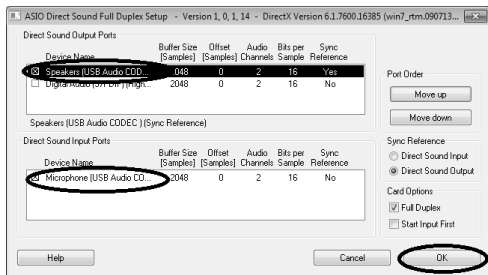 ASIO Direct Sound Full Duplex Setup - Version 1, 0, 1, 14 - DirectX Version 6.1.7600.16385 (win7_rtm.090713...
Direct Sound Output Ports
Device Name Buffer Size [Samples] Offset [Samples] Audio Channels Bits per Sample Sync Reference
Speakers (USB Audio COD... 048 0 2 16 Yes
Digital Audio (S/PDIF) (High... 2048 0 2 16 No
Speakers (USB Audio CODEC ) (Sync Reference)
Direct Sound Input Ports
Device Name Buffer Size [Samples] Offset [Samples] Audio Channels Bits per Sample Sync Reference
Microphone (USB Audio CO... 2048 0 2 16 No
Port Order
Move up
Move down
Sync Reference
Direct Sound Input
Direct Sound Output
Card Options
Full Duplex
Start Input First
Help
Cancel
OK